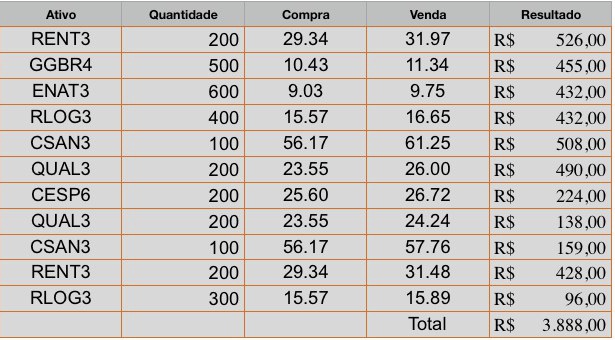 Ativo Quantidade Compra Venda Resultado
RENT3 200 29.34 31.97 R$ 526,00
GGBR4 500 10.43 11.34 R$ 455,00
ENAT3 600 9.03 9.75 R$ 432,00
RLOG3 400 15.57 16.65 R$ 432,00
CSAN3 100 56.17 61.25 R$ 508,00
QUAL3 200 23.55 26.00 R$ 490,00
CESP6 200 25.60 26.72 R$ 224,00
QUAL3 200 23.55 24.24 R$ 138,00
CSAN3 100 56.17 57.76 R$ 159,00
RENT3 200 29.34 31.48 R$ 428,00
RLOG3 300 15.57 15.89 R$ 96,00
Total R$ 3.888,00